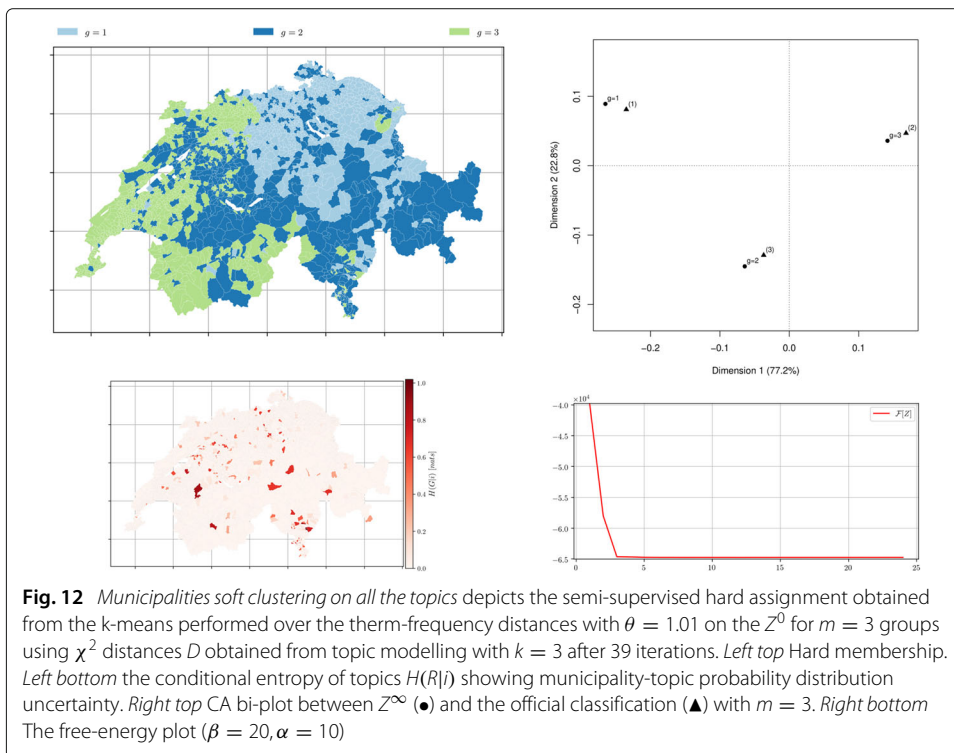 g = 1 g = 2 g = 3
0.1
0.0
−0.1
−0.2
Dimension 2 (22.8%)
g=1
(1)
(2)
g=3
(3)
g=2
−0.2 −0.1 0.0 0.1
Dimension 1 (77.2%)
1.0
0.8
0.6
0.4
0.2
0.0
H(G|i) [nats]
×10⁴
−4.0
−4.5
−5.0
−5.5
−6.0
−6.5
F[Z]
0 5 10 15 20 25
Fig. 12 Municipalities soft clustering on all the topics depicts the semi-supervised hard assignment obtained
from the k-means performed over the therm-frequency distances with θ = 1.01 on the Z⁰ for m = 3 groups
using χ² distances D obtained from topic modelling with k = 3 after 39 iterations. Left top Hard membership.
Left bottom the conditional entropy of topics H(R|i) showing municipality-topic probability distribution
uncertainty. Right top CA bi-plot between Z^∞ (●) and the official classification (▲) with m = 3. Right bottom
The free-energy plot (β = 20, α = 10)